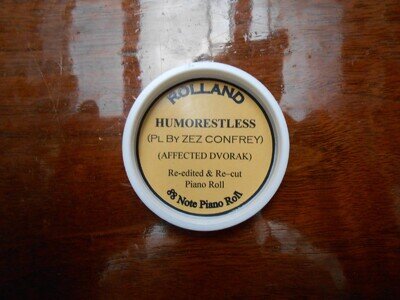 ROLLAND
HUMORESTLESS
(PL BY ZEZ CONFREY)
(AFFECTED DVORAK)
Re-edited & Re-cut
Piano Roll
88 Note Piano Roll